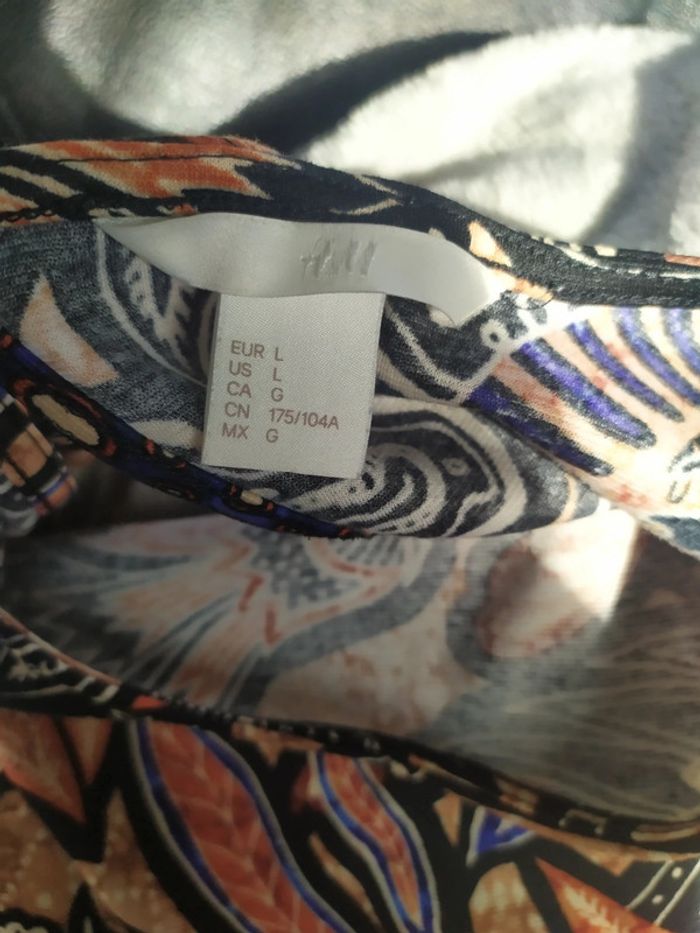 H&M
EUR L
US L
CA G
CN 175/104A
MX G